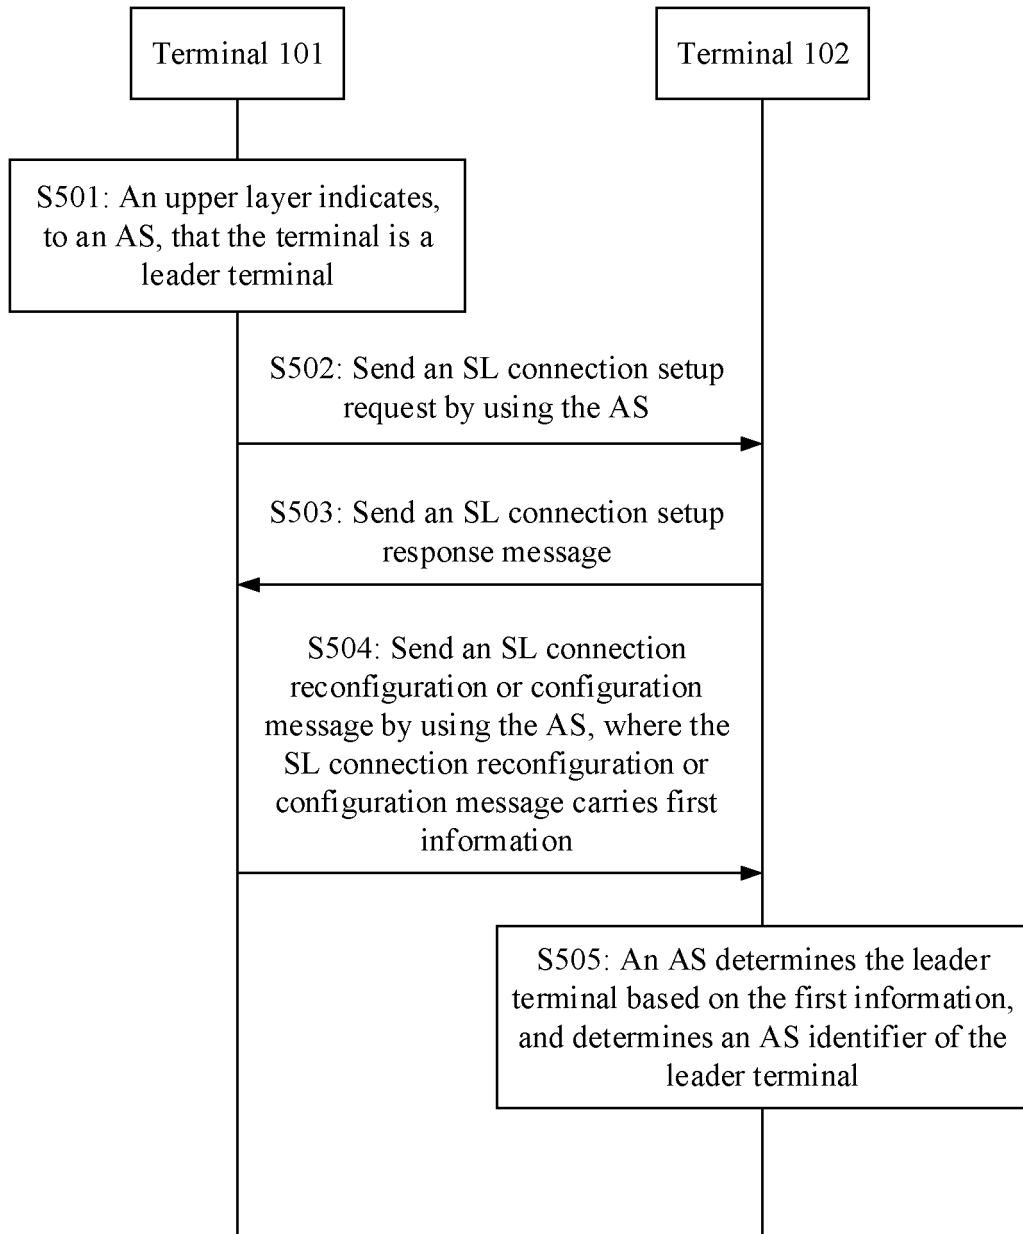 Terminal 101
Terminal 102
S501: An upper layer indicates,
to an AS, that the terminal is a
leader terminal
S502: Send an SL connection setup
request by using the AS
S503: Send an SL connection setup
response message
S504: Send an SL connection
reconfiguration or configuration
message by using the AS, where the
SL connection reconfiguration or
configuration message carries first
information
S505: An AS determines the leader
terminal based on the first information,
and determines an AS identifier of the
leader terminal